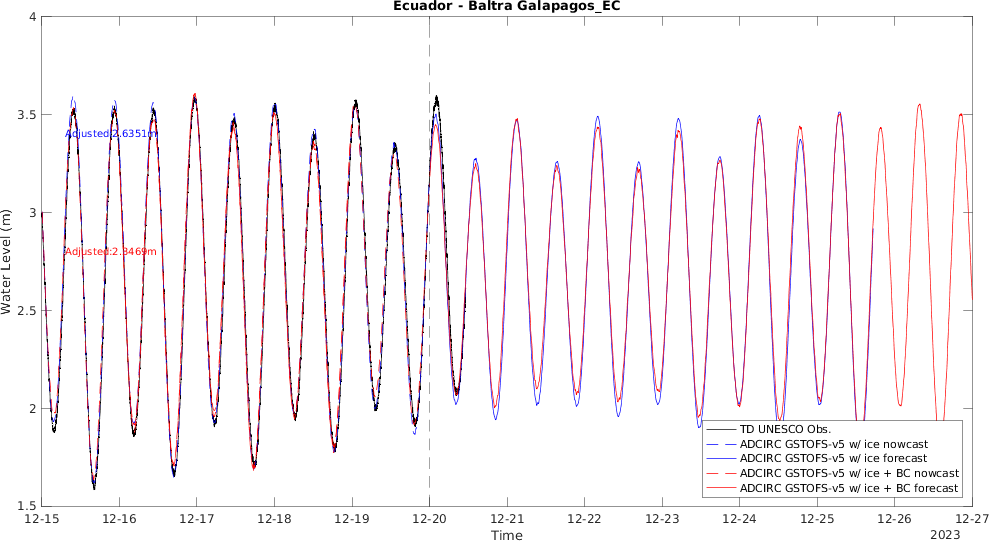 Ecuador - Baltra Galapagos_EC
4
3.5
3
2.5
2
1.5
Water Level (m)
Adjusted:2.6351m
Adjusted:2.3469m
TD UNESCO Obs.
ADCIRC GSTOFS-v5 w/ ice nowcast
ADCIRC GSTOFS-v5 w/ ice forecast
ADCIRC GSTOFS-v5 w/ ice + BC nowcast
ADCIRC GSTOFS-v5 w/ ice + BC forecast
12-15 12-16 12-17 12-18 12-19 12-20 12-21 12-22 12-23 12-24 12-25 12-26 12-27
Time
2023